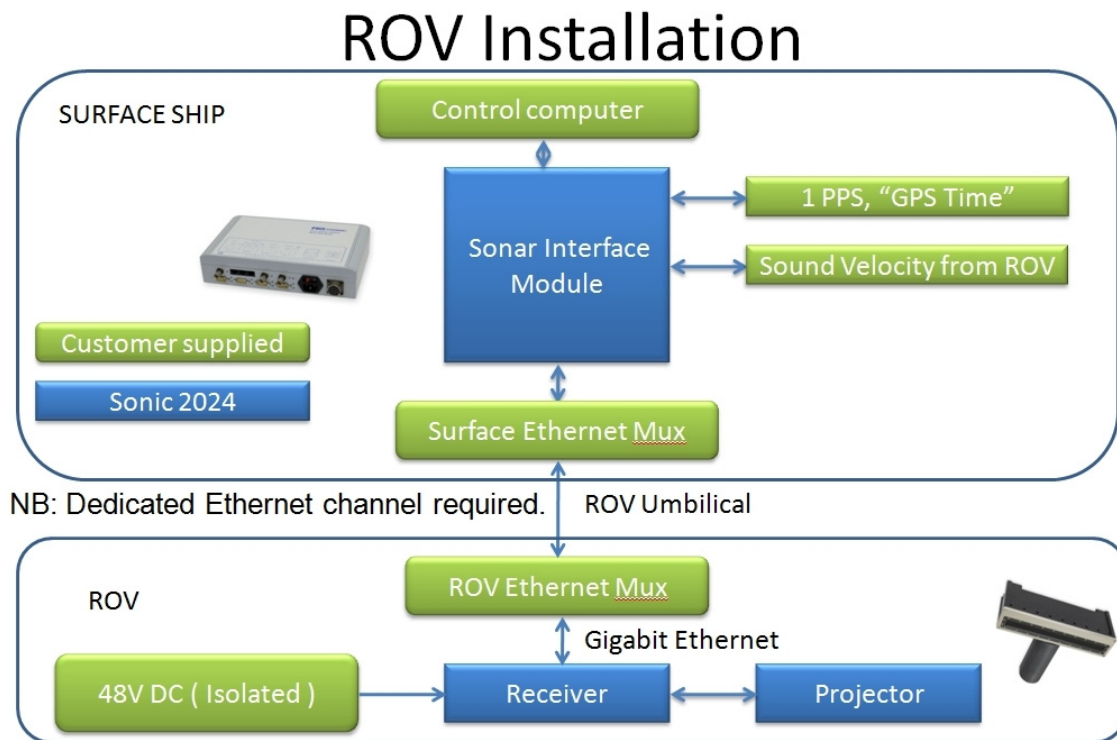 ROV Installation
SURFACE SHIP
Control computer
1 PPS, “GPS Time”
Sonar Interface
Module
Sound Velocity from ROV
Customer supplied
Sonic 2024
Surface Ethernet Mux
NB: Dedicated Ethernet channel required.
ROV Umbilical
ROV Ethernet Mux
ROV
Gigabit Ethernet
48V DC ( Isolated )
Receiver
Projector